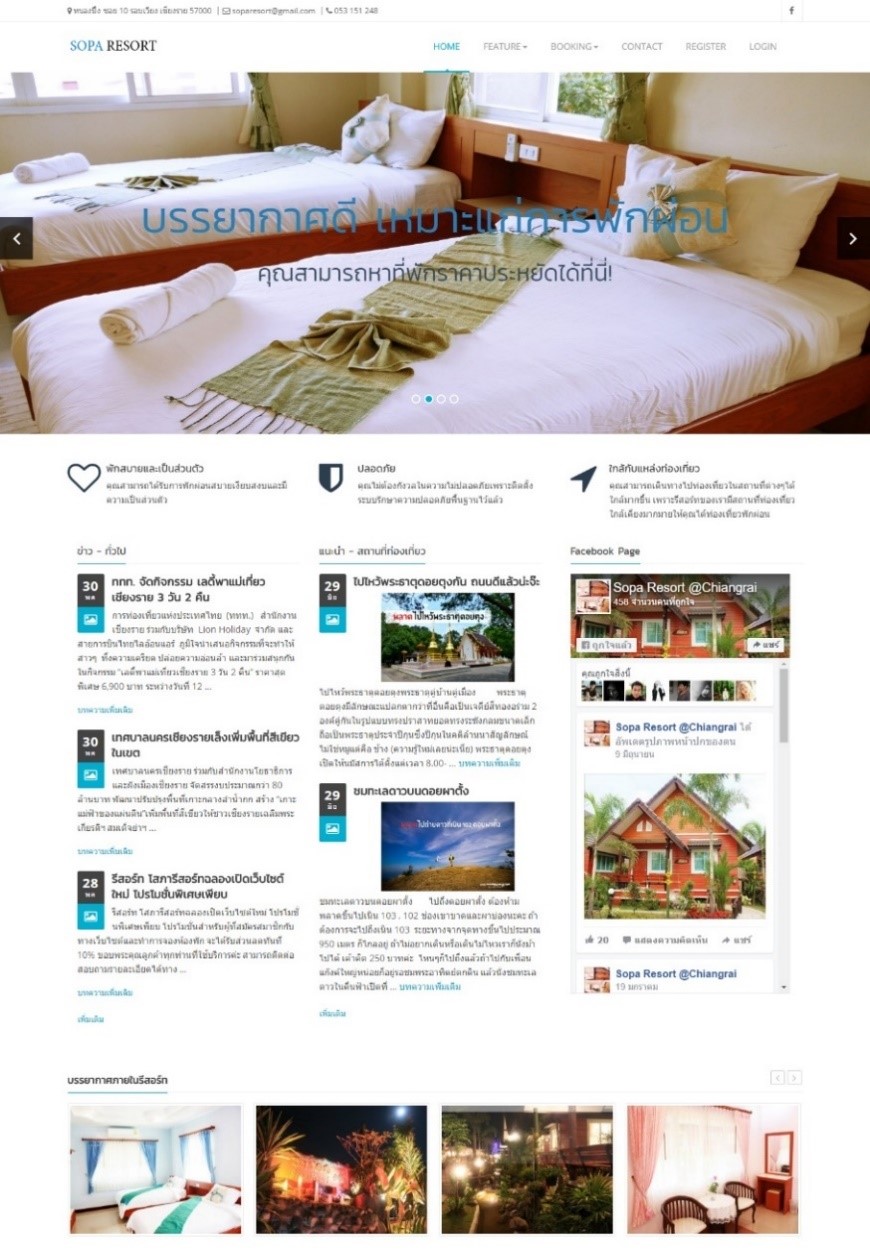 หนองบึง ซอย 10 รอบเวียง เชียงราย 57000 | soparesort@gmail.com | 053 151 248
SOPA RESORT
HOME FEATURE BOOKING CONTACT REGISTER LOGIN
บรรยากาศดี เหมาะแก่การพักผ่อน
คุณสามารถหาที่พักราคาประหยัดได้ที่นี่!
พักสบายและเป็นส่วนตัว
คุณสามารถได้รับการพักผ่อนสบายเงียบสงบและมี
ความเป็นส่วนตัว
ปลอดภัย
คุณไม่ต้องกังวลในความไม่ปลอดภัยเพราะติดตั้ง
ระบบรักษาความปลอดภัยพื้นฐานไว้แล้ว
ใกล้กับแหล่งท่องเที่ยว
คุณสามารถเดินทางไปท่องเที่ยวในสถานที่ต่างๆได้
ใกล้มากขึ้น เพราะรีสอร์ทของเรามีสถานที่ท่องเที่ยว
ใกล้เคียงมากมายให้คุณได้ท่องเที่ยวพักผ่อน
ข่าว - ทั่วไป
30
พ.ค
ททท. จัดกิจกรรม เลดี้พาแม่เที่ยว
เชียงราย 3 วัน 2 คืน
การท่องเที่ยวแห่งประเทศไทย (ททท.) สำนักงาน
เชียงราย ร่วมกับบริษัท Lion Holiday จำกัด และ
สายการบินไทยไลอ้อนแอร์ ภูมิใจนำเสนอกิจกรรมที่จะทำให้
สาวๆ ทิ้งความเครียด ปล่อยความอ่อนล้า และมาร่วมสนุกกัน
ในกิจกรรม "เลดี้พาแม่เที่ยวเชียงราย 3 วัน 2 คืน" ราคาสุด
พิเศษ 6,900 บาท ระหว่างวันที่ 12 ...
บทความเพิ่มเติม
30
พ.ค
เทศบาลนครเชียงรายเล็งเพิ่มพื้นที่สีเขียว
ในเขต
เทศบาลนครเชียงราย ร่วมกับสำนักงานโยธาธิการ
และผังเมืองเชียงราย จัดสรรงบประมาณกว่า 80
ล้านบาท พัฒนาปรับปรุงพื้นที่เกาะกลางลำน้ำกก สร้าง "เกาะ
แม่ฟ้าของแผ่นดิน"เพิ่มพื้นที่สีเขียวให้ชาวเชียงรายเฉลิมพระ
เกียรติฯ สมเด็จย่าฯ ...
บทความเพิ่มเติม
28
พ.ค
รีสอร์ท โสภารีสอร์ทฉลองเปิดเว็บไซต์
ใหม่ โปรโมชั่นพิเศษเพียบ
รีสอร์ท โสภารีสอร์ทฉลองเปิดเว็บไซต์ใหม่ โปรโมชั่
นพิเศษเพียบ โปรโมชั่นสำหรับผู้ที่สมัครสมาชิกกับ
ทางเว็บไซต์และทำการจองห้องพัก จะได้รับส่วนลดทันที
10% ขอบพระคุณลูกค้าทุกท่านที่ใช้บริการค่ะ สามารถติดต่อ
สอบถามรายละเอียดได้ทาง ...
บทความเพิ่มเติม
เพิ่มเติม
แนะนำ - สถานที่ท่องเที่ยว
29
มิ.ย
ไปไหว้พระธาตุดอยตุงกัน ถนนดีแล้วน่ะจ๊ะ
ไปไหว้พระธาตุดอยตุง
ไปไหว้พระธาตุดอยตุงพระธาตุคู่บ้านคู่เมือง พระธาตุ
ดอยตุงมีลักษณะแปลกตากว่าที่อื่นคือเป็นเจดีย์สีทองอร่าม 2
องค์คู่กันในรูปแบบทรงปราสาทยอดทรงระฆังกลมขนาดเล็ก
ถือเป็นพระธาตุประจำปีกุนซึ่งปีกุนในคติล้านนาสัญลักษณ์
ไม่ใช่หมูแต่คือ ช้าง (ความรู้ใหม่เลยนะเนี่ย) พระธาตุดอยตุง
เปิดให้นมัสการได้ตั้งแต่เวลา 8.00- ... บทความเพิ่มเติม
29
มิ.ย
ชมทะเลดาวบนดอยผาตั้ง
ชมทะเลดาวบนดอยผาตั้ง ไปถึงดอยผาตั้ง ต้องห้าม
พลาดขึ้นไปเนิน 103 . 102 ช่องเขาขาดและผาบ่องนะคะ ถ้า
ต้องการจะไปถึงเนิน 103 ระยะทางจากจุดทางขึ้นไปประมาณ
950 เมตร ก็ไกลอยู่ ถ้าไม่อยากเดินหรือเดินไม่ไหวเราก็นั่งม้า
ไปได้ เค้าคิด 250 บาทค่ะ ไหนๆก็ไปถึงแล้วถ้าไปกับเพื่อน
แก๊งค์ใหญ่หน่อยก็อยู่รอชมพระอาทิตย์ตกดิน แล้วนั่งชมทะเล
ดาวในคืนฟ้าเปิดที่ ... บทความเพิ่มเติม
เพิ่มเติม
Facebook Page
Sopa Resort @Chiangrai
458 จำนวนคนที่ถูกใจ
ถูกใจแล้ว แชร์
คุณถูกใจสิ่งนี้
Sopa Resort @Chiangrai ได้
อัพเดตรูปภาพหน้าปกของตน
9 มิถุนายน
20 แสดงความคิดเห็น แชร์
Sopa Resort @Chiangrai
19 มกราคม
บรรยากาศภายในรีสอร์ท